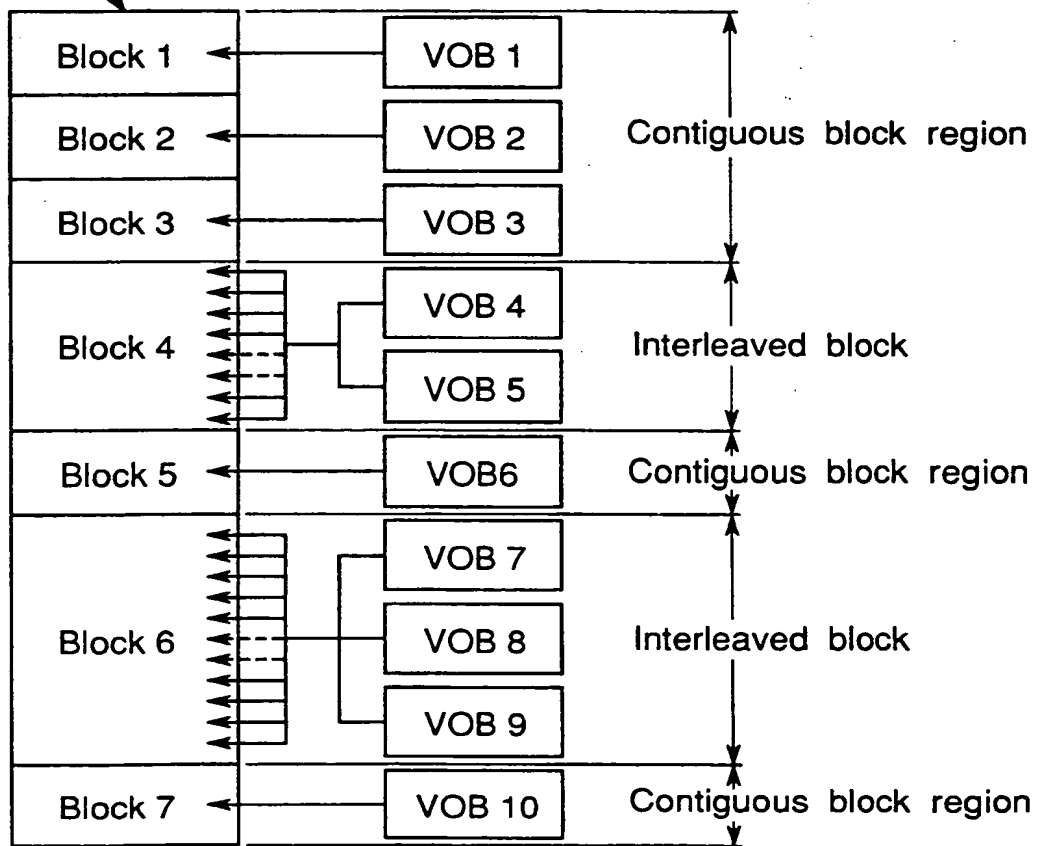 Block 1
VOB 1
Block 2
VOB 2
Contiguous block region
Block 3
VOB 3
VOB 4
Block 4
Interleaved block
VOB 5
Block 5
VOB6
Contiguous block region
VOB 7
Block 6
VOB 8
Interleaved block
VOB 9
Block 7
VOB 10
Contiguous block region